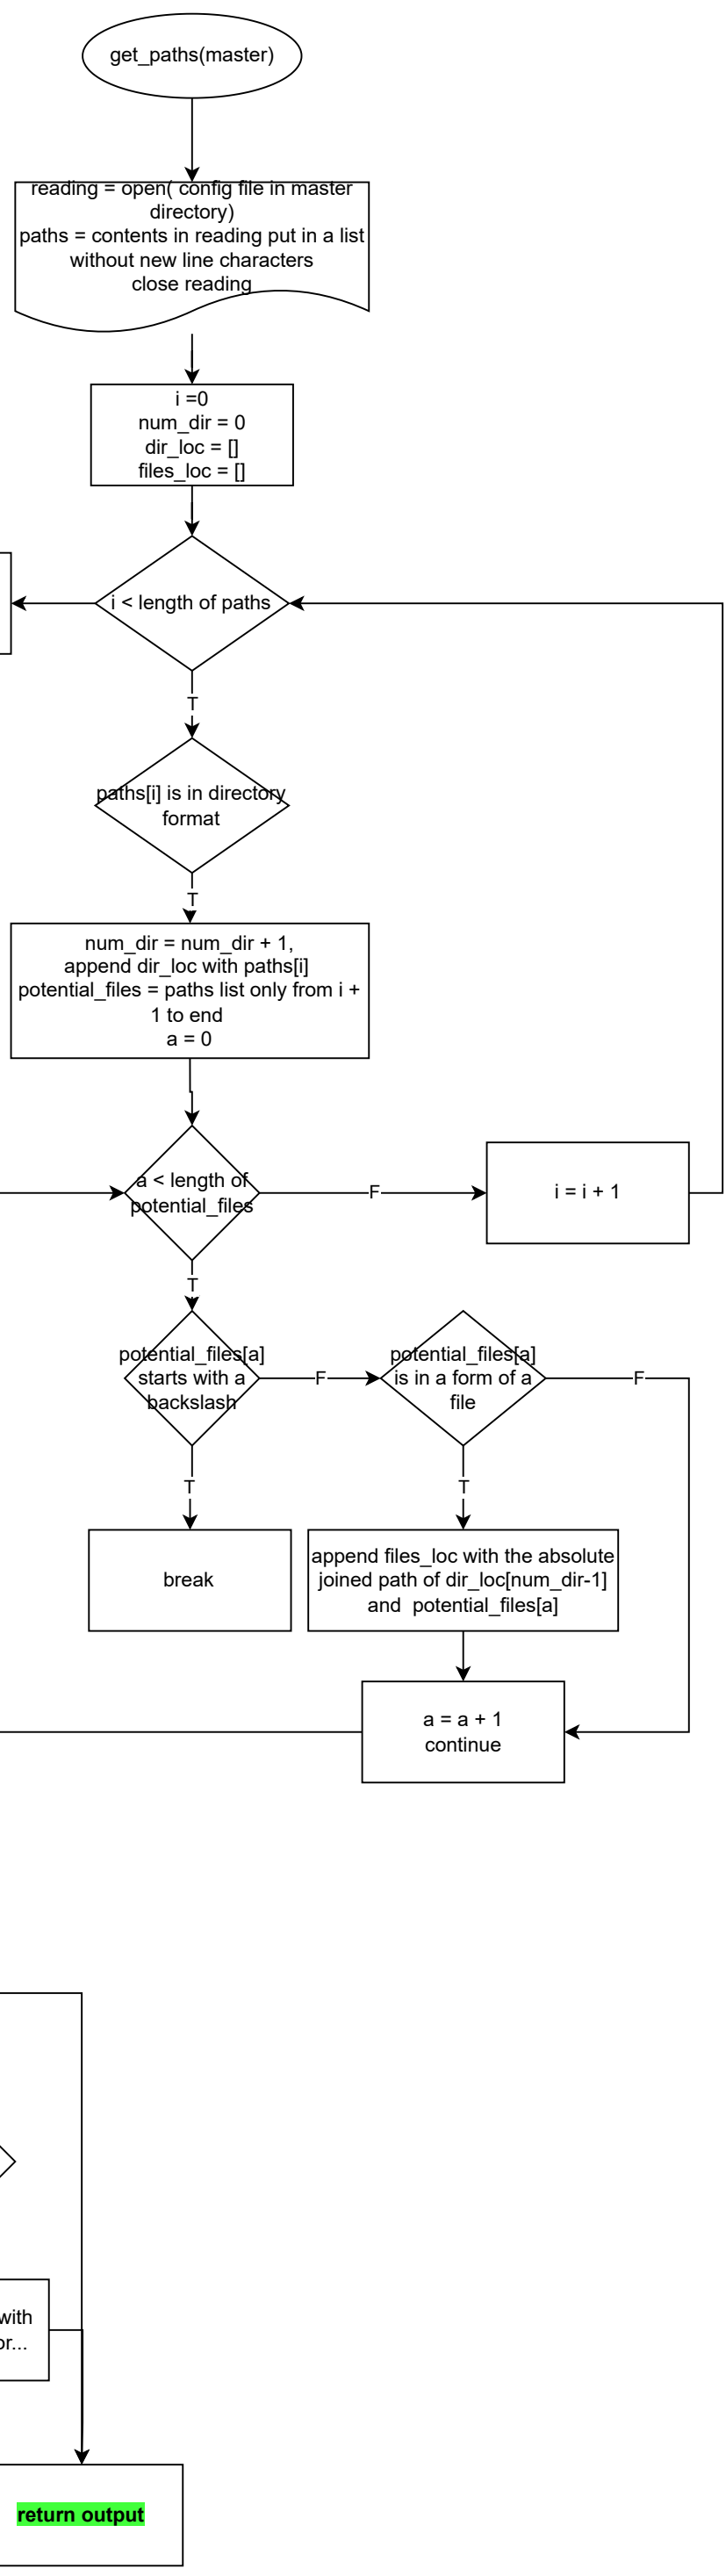 get_paths(master)
reading = open( config file in master
directory)
paths = contents in reading put in a list
without new line characters
close reading
i =0
num_dir = 0
dir_loc = []
files_loc = []
i < length of paths
T
paths[i] is in directory
format
T
num_dir = num_dir + 1,
append dir_loc with paths[i]
potential_files = paths list only from i +
1 to end
a = 0
a < length of
potential_files
F
i = i + 1
T
potential_files[a]
starts with a
backslash
F
potential_files[a]
is in a form of a
file
F
T
T
break
append files_loc with the absolute
joined path of dir_loc[num_dir-1]
and  potential_files[a]
a = a + 1
continue
with
or...
return output